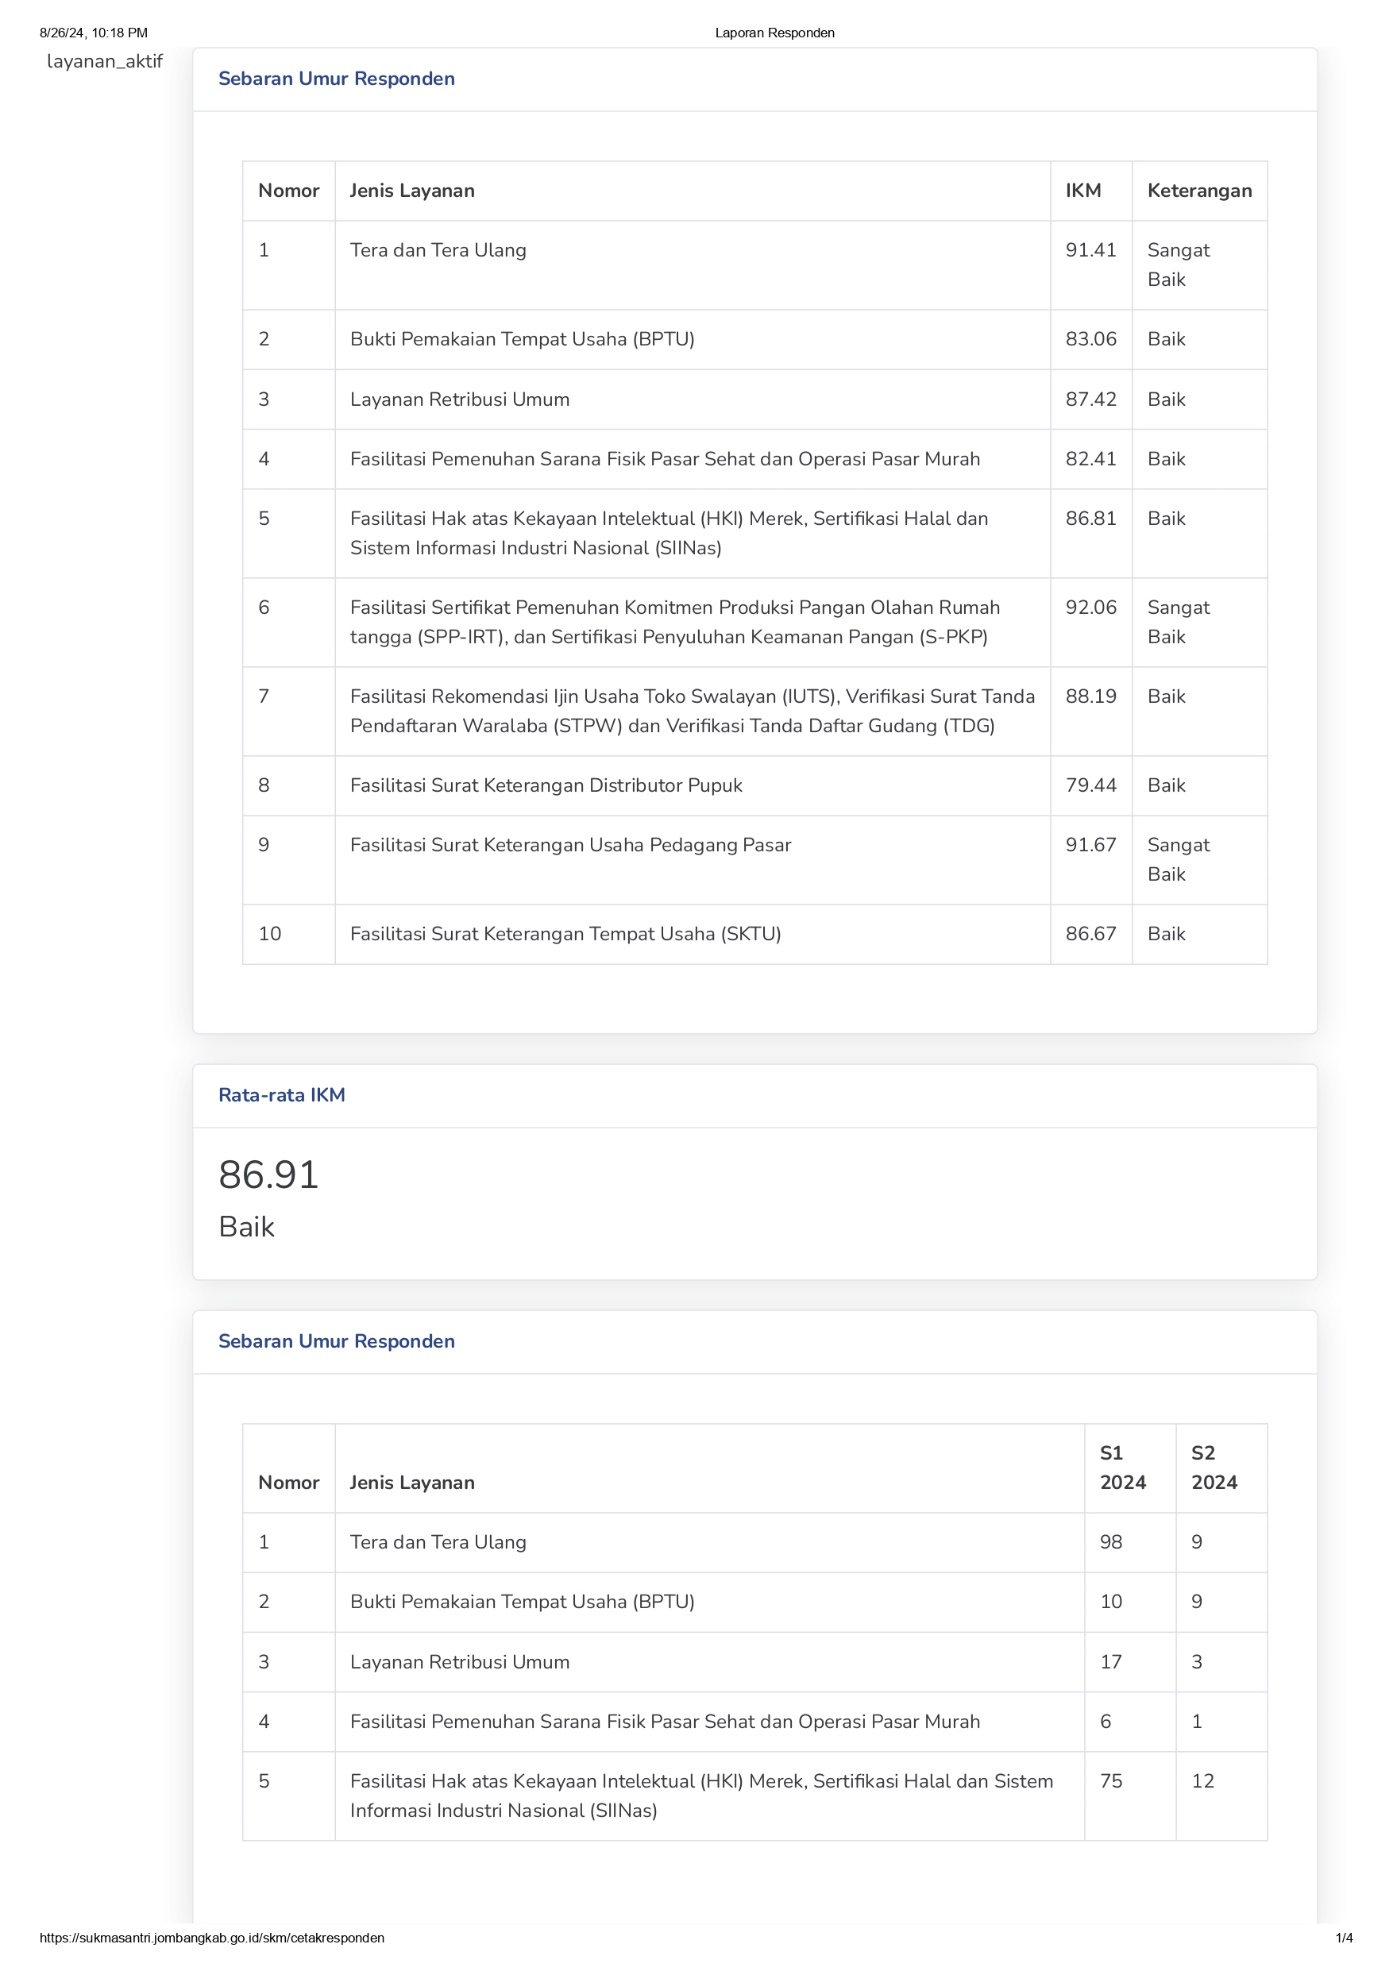 8/26/24, 10:18 PM
Laporan Responden
layanan_aktif
Sebaran Umur Responden
Nomor Jenis Layanan IKM Keterangan
1 Tera dan Tera Ulang 91.41 Sangat
Baik
2 Bukti Pemakaian Tempat Usaha (BPTU) 83.06 Baik
3 Layanan Retribusi Umum 87.42 Baik
4 Fasilitasi Pemenuhan Sarana Fisik Pasar Sehat dan Operasi Pasar Murah 82.41 Baik
5 Fasilitasi Hak atas Kekayaan Intelektual (HKI) Merek, Sertifikasi Halal dan 86.81 Baik
Sistem Informasi Industri Nasional (SIINas)
6 Fasilitasi Sertifikat Pemenuhan Komitmen Produksi Pangan Olahan Rumah 92.06 Sangat
tangga (SPP-IRT), dan Sertifikasi Penyuluhan Keamanan Pangan (S-PKP) Baik
7 Fasilitasi Rekomendasi Ijin Usaha Toko Swalayan (IUTS), Verifikasi Surat Tanda 88.19 Baik
Pendaftaran Waralaba (STPW) dan Verifikasi Tanda Daftar Gudang (TDG)
8 Fasilitasi Surat Keterangan Distributor Pupuk 79.44 Baik
9 Fasilitasi Surat Keterangan Usaha Pedagang Pasar 91.67 Sangat
Baik
10 Fasilitasi Surat Keterangan Tempat Usaha (SKTU) 86.67 Baik
Rata-rata IKM
86.91
Baik
Sebaran Umur Responden
S1 S2
Nomor Jenis Layanan 2024 2024
1 Tera dan Tera Ulang 98 9
2 Bukti Pemakaian Tempat Usaha (BPTU) 10 9
3 Layanan Retribusi Umum 17 3
4 Fasilitasi Pemenuhan Sarana Fisik Pasar Sehat dan Operasi Pasar Murah 6 1
5 Fasilitasi Hak atas Kekayaan Intelektual (HKI) Merek, Sertifikasi Halal dan Sistem 75 12
Informasi Industri Nasional (SIINas)
https://sukmasantri.jombangkab.go.id/skm/cetakresponden
1/4